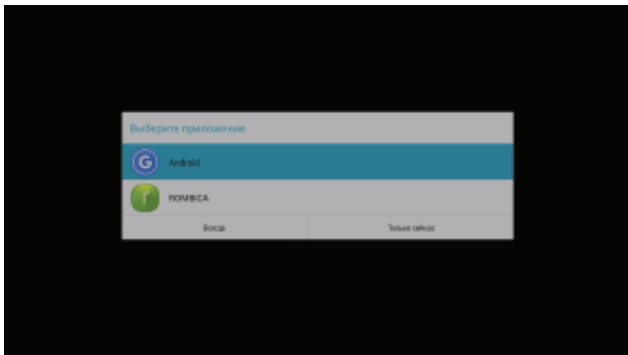 Выберите приложение
Android
ROMBICA
Всегда
Только сейчас